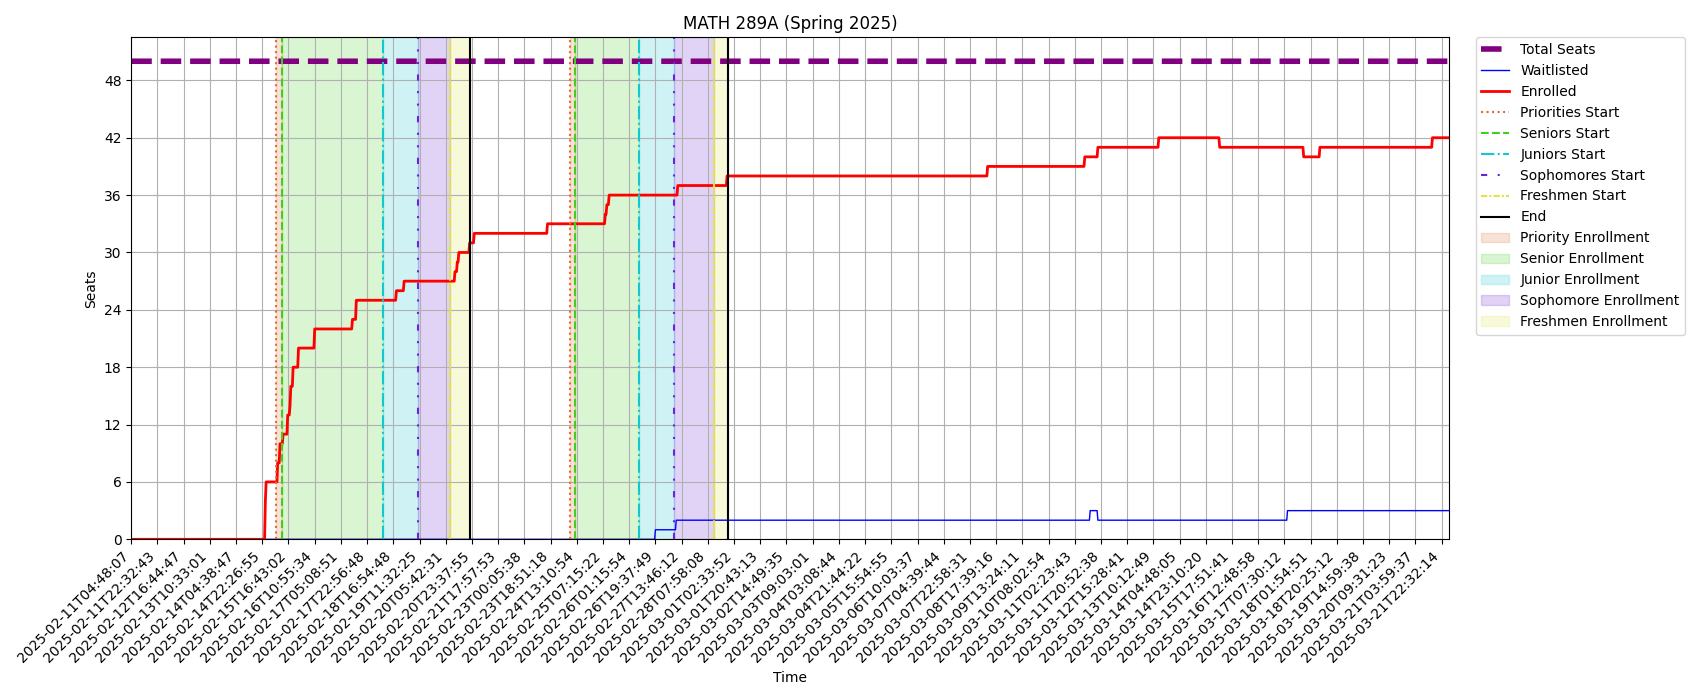 MATH 289A (Spring 2025)
Seats
48
42
36
30
24
18
12
6
0
2025-02-11T04:48:07
2025-02-11T22:32:43
2025-02-12T16:44:47
2025-02-13T10:33:01
2025-02-14T04:38:47
2025-02-14T22:26:55
2025-02-15T16:43:02
2025-02-16T10:55:34
2025-02-17T05:08:51
2025-02-17T22:56:48
2025-02-18T16:54:48
2025-02-19T11:32:25
2025-02-20T05:42:31
2025-02-20T23:37:55
2025-02-21T17:57:53
2025-02-23T00:05:38
2025-02-23T18:51:18
2025-02-24T13:10:54
2025-02-25T07:15:22
2025-02-26T01:15:54
2025-02-26T19:37:49
2025-02-27T13:46:12
2025-02-28T07:58:08
2025-03-01T02:33:52
2025-03-01T20:43:13
2025-03-02T14:49:35
2025-03-03T09:03:01
2025-03-04T03:08:44
2025-03-04T21:44:22
2025-03-05T15:54:55
2025-03-06T10:03:37
2025-03-07T04:39:44
2025-03-07T22:58:31
2025-03-08T17:39:16
2025-03-09T13:24:11
2025-03-10T08:02:54
2025-03-11T02:23:43
2025-03-11T20:52:38
2025-03-12T15:28:41
2025-03-13T10:12:49
2025-03-14T04:48:05
2025-03-14T23:10:20
2025-03-15T17:51:41
2025-03-16T12:48:58
2025-03-17T07:30:12
2025-03-18T01:54:51
2025-03-18T20:25:12
2025-03-19T14:59:38
2025-03-20T09:31:23
2025-03-21T03:59:37
2025-03-21T22:32:14
Time
Total Seats
Waitlisted
Enrolled
Priorities Start
Seniors Start
Juniors Start
Sophomores Start
Freshmen Start
End
Priority Enrollment
Senior Enrollment
Junior Enrollment
Sophomore Enrollment
Freshmen Enrollment